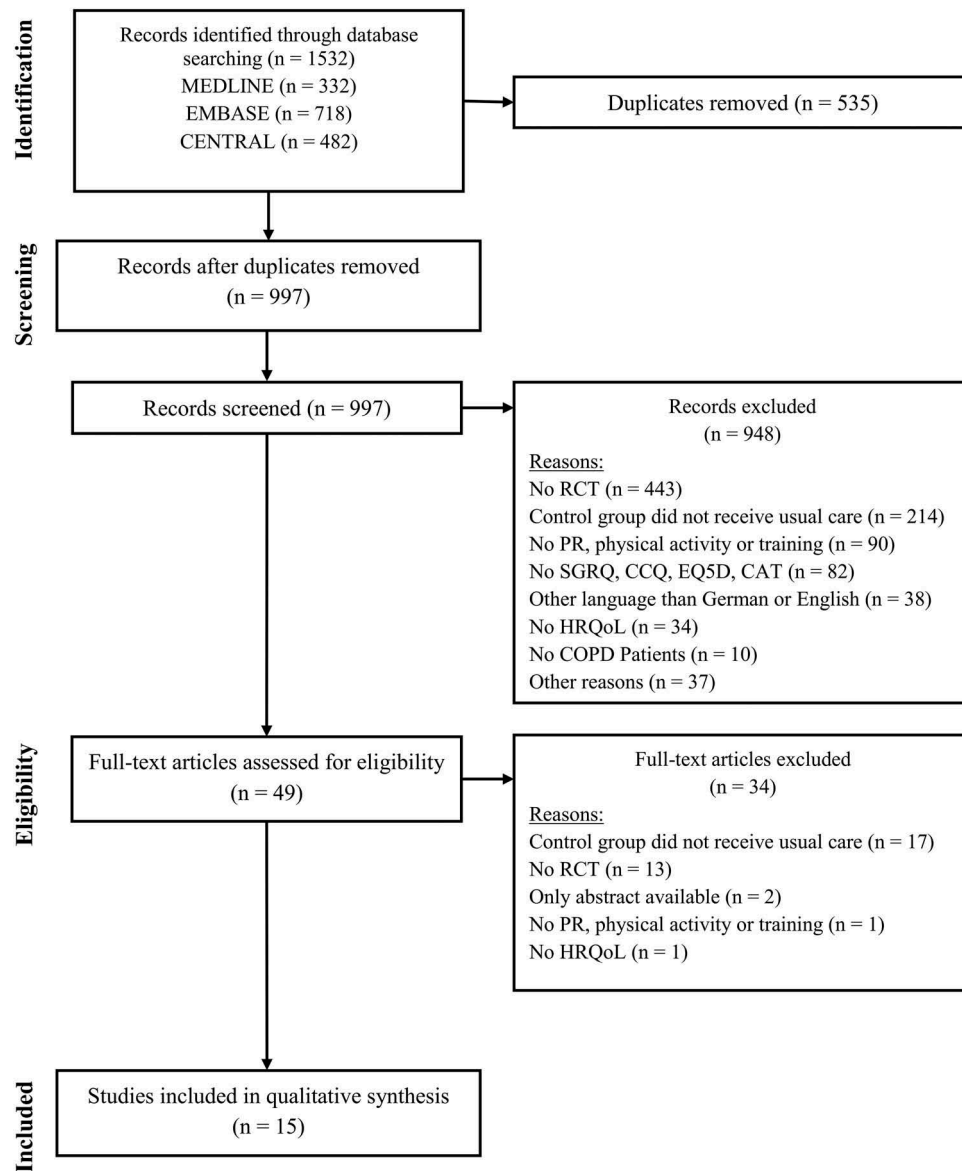 Identification
Records identified through database
searching (n = 1532)
MEDLINE (n = 332)
EMBASE (n = 718)
CENTRAL (n = 482)
Duplicates removed (n = 535)
Screening
Records after duplicates removed
(n = 997)
Records screened (n = 997)
Records excluded
(n = 948)
Reasons:
No RCT (n = 443)
Control group did not receive usual care (n = 214)
No PR, physical activity or training (n = 90)
No SGRQ, CCQ, EQ5D, CAT (n = 82)
Other language than German or English (n = 38)
No HRQoL (n = 34)
No COPD Patients (n = 10)
Other reasons (n = 37)
Eligibility
Full-text articles assessed for eligibility
(n = 49)
Full-text articles excluded
(n = 34)
Reasons:
Control group did not receive usual care (n = 17)
No RCT (n = 13)
Only abstract available (n = 2)
No PR, physical activity or training (n = 1)
No HRQoL (n = 1)
Included
Studies included in qualitative synthesis
(n = 15)